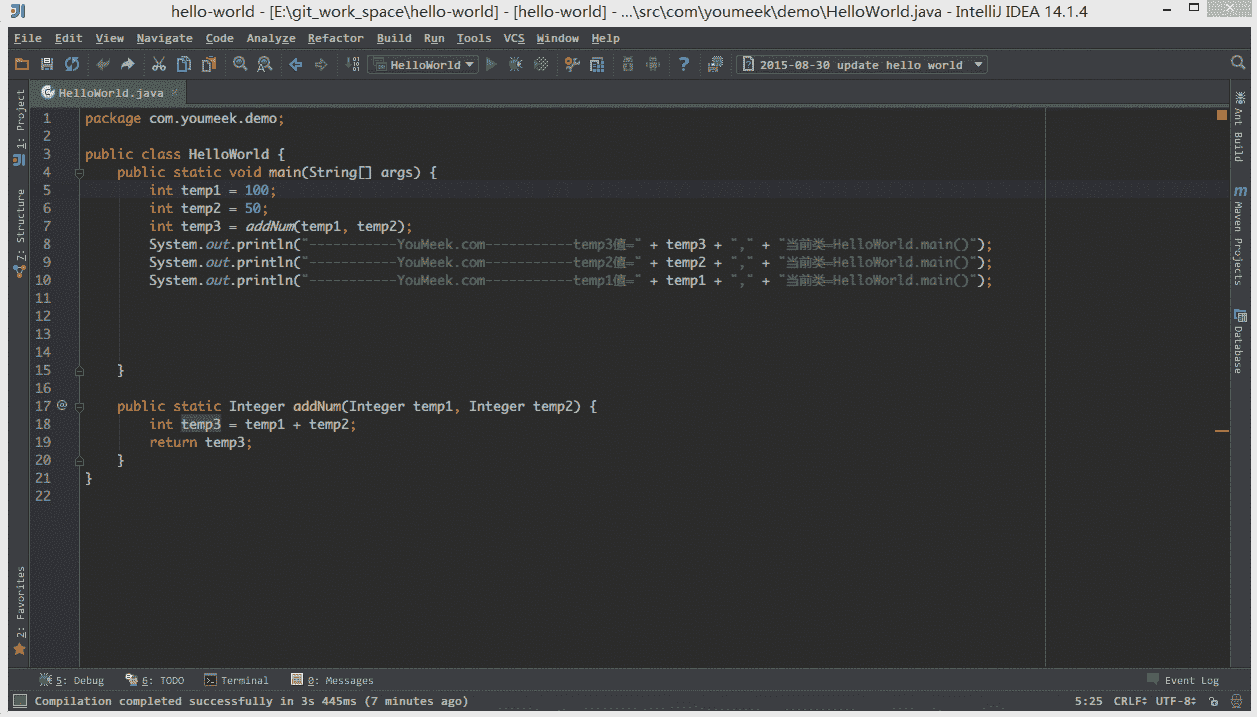 hello-world - [E:\git_work_space\hello-world] - [hello-world] - ...\src\com\youmeek\demo\HelloWorld.java - IntelliJ IDEA 14.1.4
File Edit View Navigate Code Analyze Refactor Build Run Tools VCS Window Help
HelloWorld 2015-08-30 update hello world
HelloWorld.java
1: Project
7: Structure
2: Favorites
1 package com.youmeek.demo;
2
3 public class HelloWorld {
4 public static void main(String[] args) {
5 int temp1 = 100;
6 int temp2 = 50;
7 int temp3 = addNum(temp1, temp2);
8 System.out.println("-----------YouMeek.com-----------temp3值=" + temp3 + "," + "当前类=HelloWorld.main()");
9 System.out.println("-----------YouMeek.com-----------temp2值=" + temp2 + "," + "当前类=HelloWorld.main()");
10 System.out.println("-----------YouMeek.com-----------temp1值=" + temp1 + "," + "当前类=HelloWorld.main()");
11
12
13
14
15 }
16
17 public static Integer addNum(Integer temp1, Integer temp2) {
18 int temp3 = temp1 + temp2;
19 return temp3;
20 }
21 }
22
Ant Build
Maven Projects
Database
5: Debug 6: TODO Terminal 0: Messages Event Log
Compilation completed successfully in 3s 445ms (7 minutes ago) 5:25 CRLF UTF-8